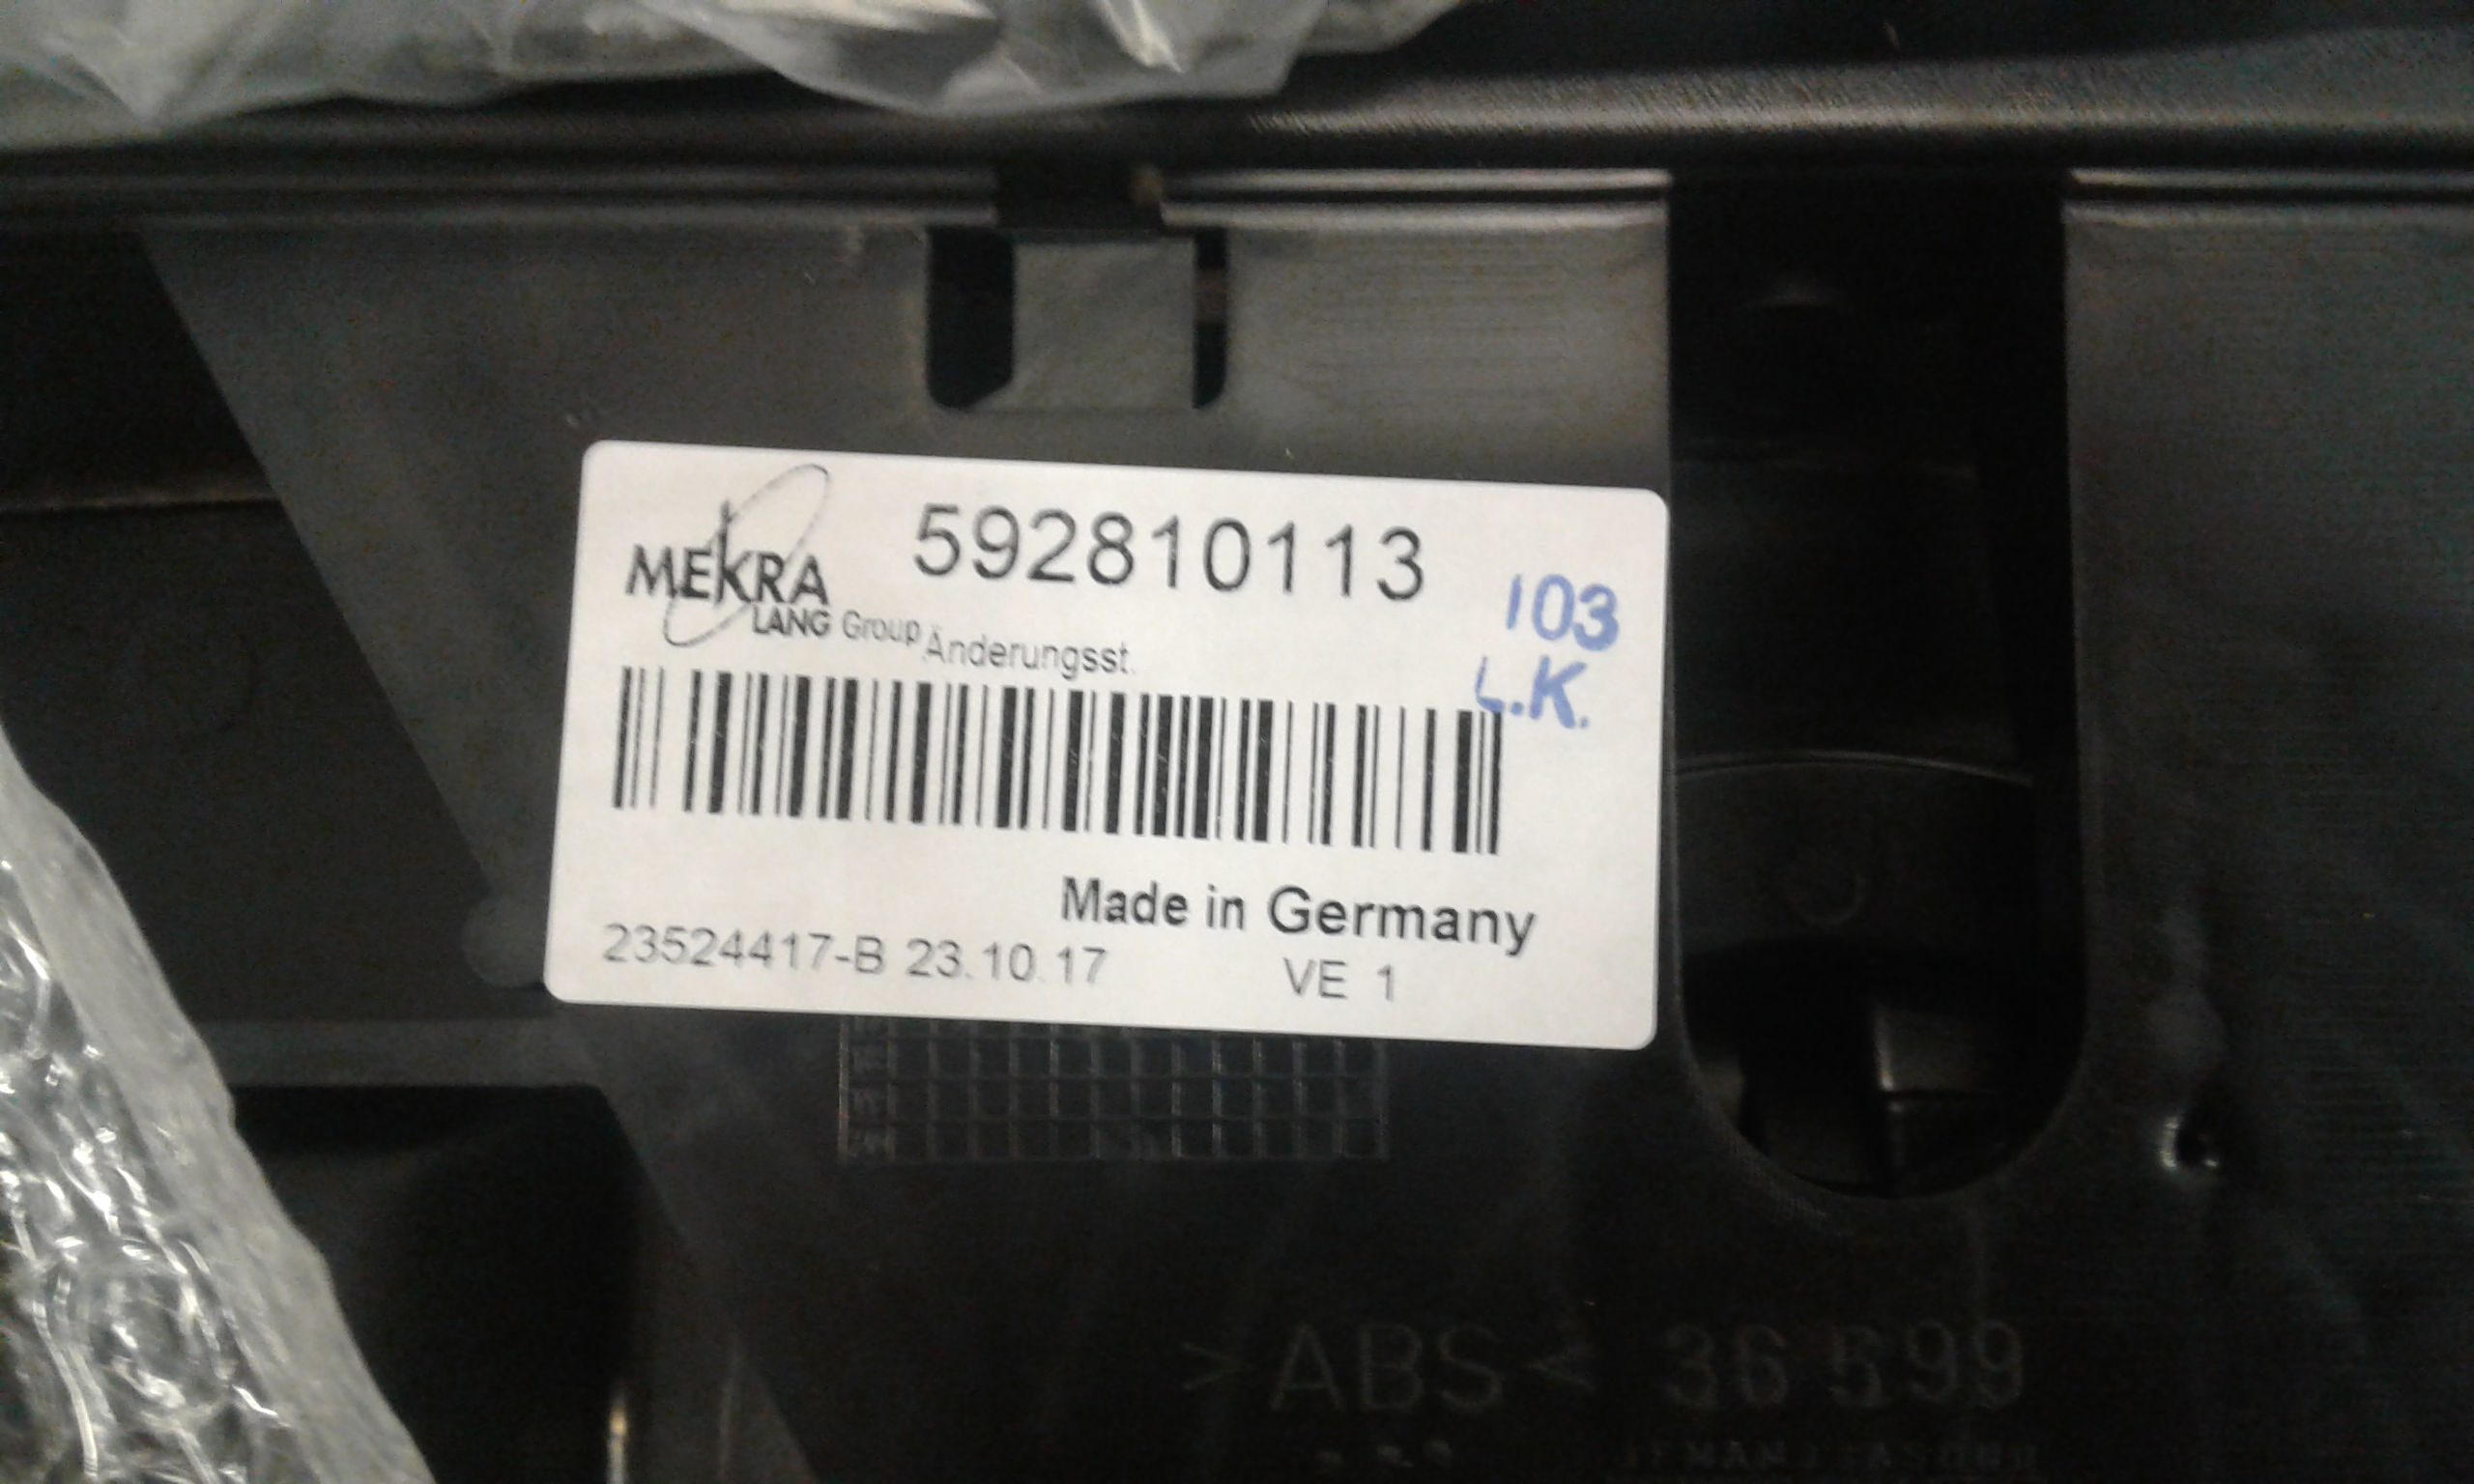 MEKRA
LANG Group
592810113
103
L.K.
Änderungsst.
Made in Germany
23524417-B 23.10.17
VE 1
>ABS< 36 599